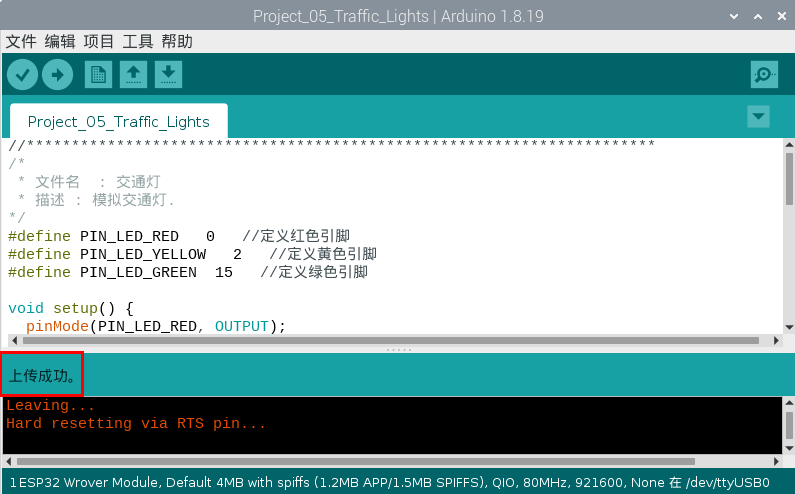 Project_05_Traffic_Lights | Arduino 1.8.19
文件 编辑 项目 工具 帮助
Project_05_Traffic_Lights
//**********************************************************************
/*
 * 文件名  : 交通灯
 * 描述 : 模拟交通灯.
*/
#define PIN_LED_RED   0   //定义红色引脚
#define PIN_LED_YELLOW   2   //定义黄色引脚
#define PIN_LED_GREEN  15   //定义绿色引脚
void setup() {
  pinMode(PIN_LED_RED, OUTPUT);
上传成功。
Leaving...
Hard resetting via RTS pin...
1 ESP32 Wrover Module, Default 4MB with spiffs (1.2MB APP/1.5MB SPIFFS), QIO, 80MHz, 921600, None 在 /dev/ttyUSB0